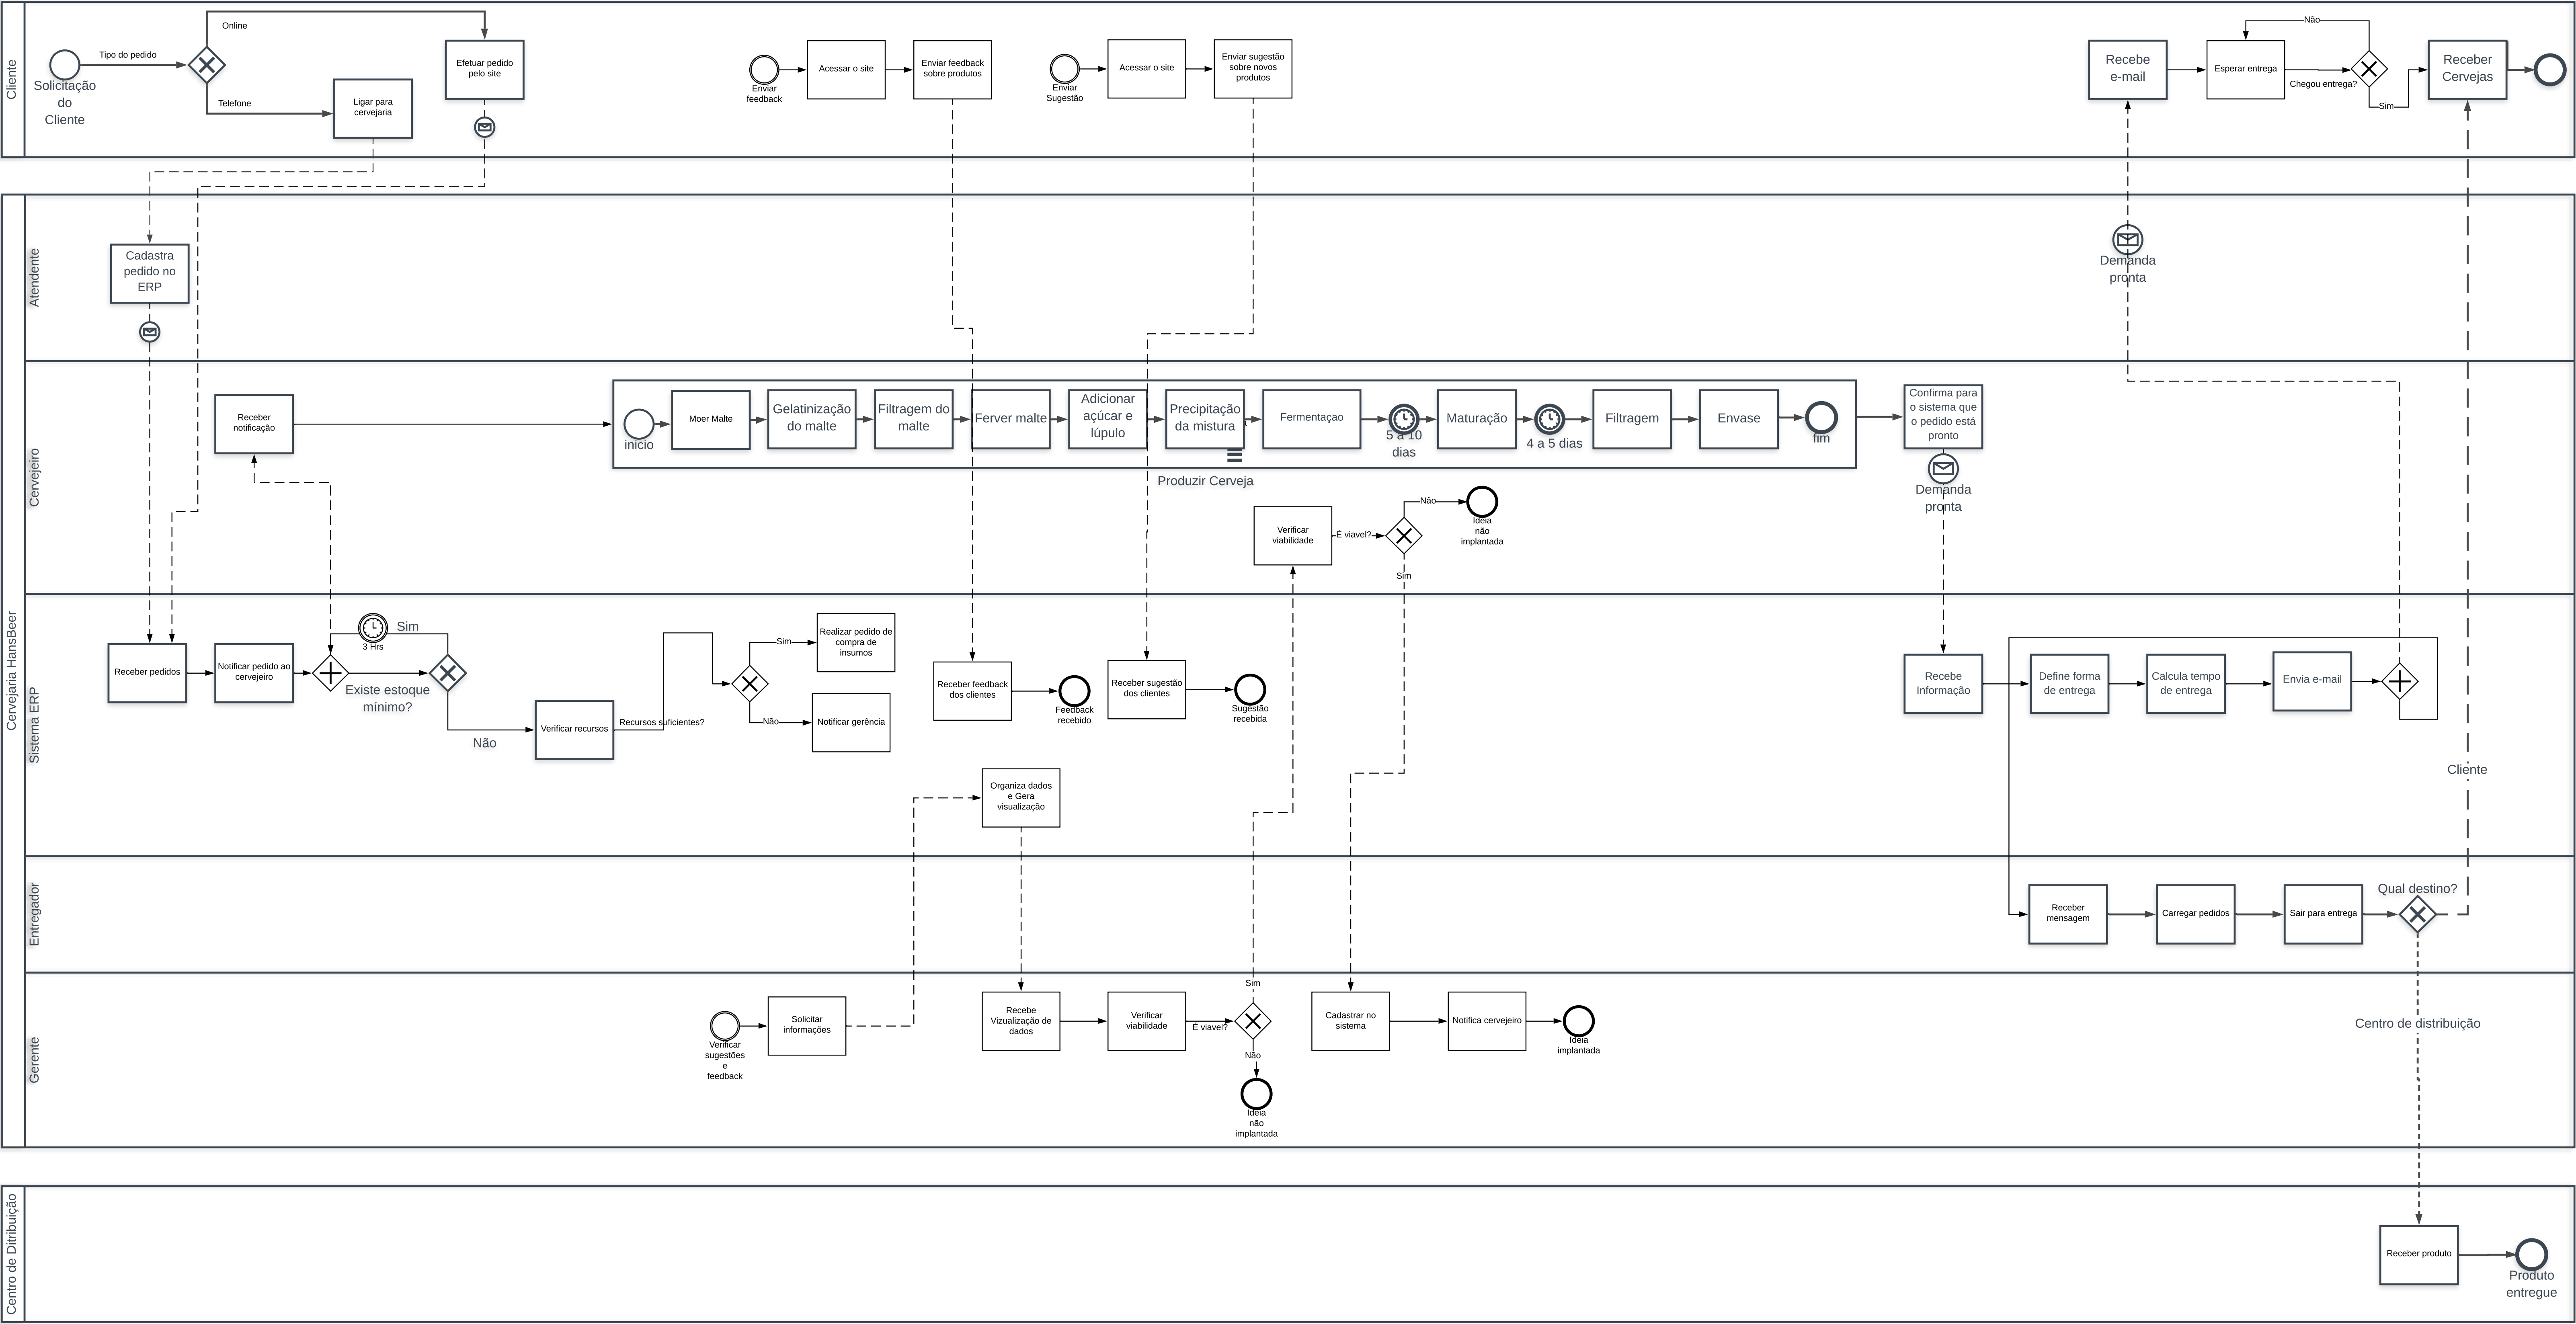 Cliente
Solicitação
do
Cliente
Tipo do pedido
Online
Telefone
Ligar para
cervejaria
Efetuar pedido
pelo site
Enviar
feedback
Acessar o site
Enviar feedback
sobre produtos
Enviar
Sugestão
Acessar o site
Enviar sugestão
sobre novos
produtos
Recebe
e-mail
Esperar entrega
Chegou entrega?
Não
Sim
Receber
Cervejas
Cervejaria HansBeer
Atendente
Cadastra
pedido no
ERP
Demanda
pronta
Cervejeiro
Receber
notificação
inicio
Moer Malte
Gelatinização
do malte
Filtragem do
malte
Ferver malte
Adicionar
açúcar e
lúpulo
Precipitação
da mistura
Fermentaçao
5 a 10
dias
Maturação
4 a 5 dias
Filtragem
Envase
fim
Produzir Cerveja
Confirma para
o sistema que
o pedido está
pronto
Demanda
pronta
Verificar
viabilidade
É viavel?
Não
Idéia
não
implantada
Sim
Sistema ERP
Receber pedidos
Notificar pedido ao
cervejeiro
3 Hrs
Sim
Existe estoque
mínimo?
Não
Verificar recursos
Recursos suficientes?
Sim
Não
Realizar pedido de
compra de
insumos
Notificar gerência
Receber feedback
dos clientes
Feedback
recebido
Receber sugestão
dos clientes
Sugestão
recebida
Organiza dados
e Gera
visualização
Recebe
Informação
Define forma
de entrega
Calcula tempo
de entrega
Envia e-mail
Cliente
Entregador
Receber
mensagem
Carregar pedidos
Sair para entrega
Qual destino?
Gerente
Verificar
sugestões
e
feedback
Solicitar
informações
Recebe
Vizualização de
dados
Verificar
viabilidade
É viavel?
Sim
Não
Idéia
não
implantada
Cadastrar no
sistema
Notifica cervejeiro
Idéia
implantada
Centro de distribuição
Centro de Ditribuição
Receber produto
Produto
entregue